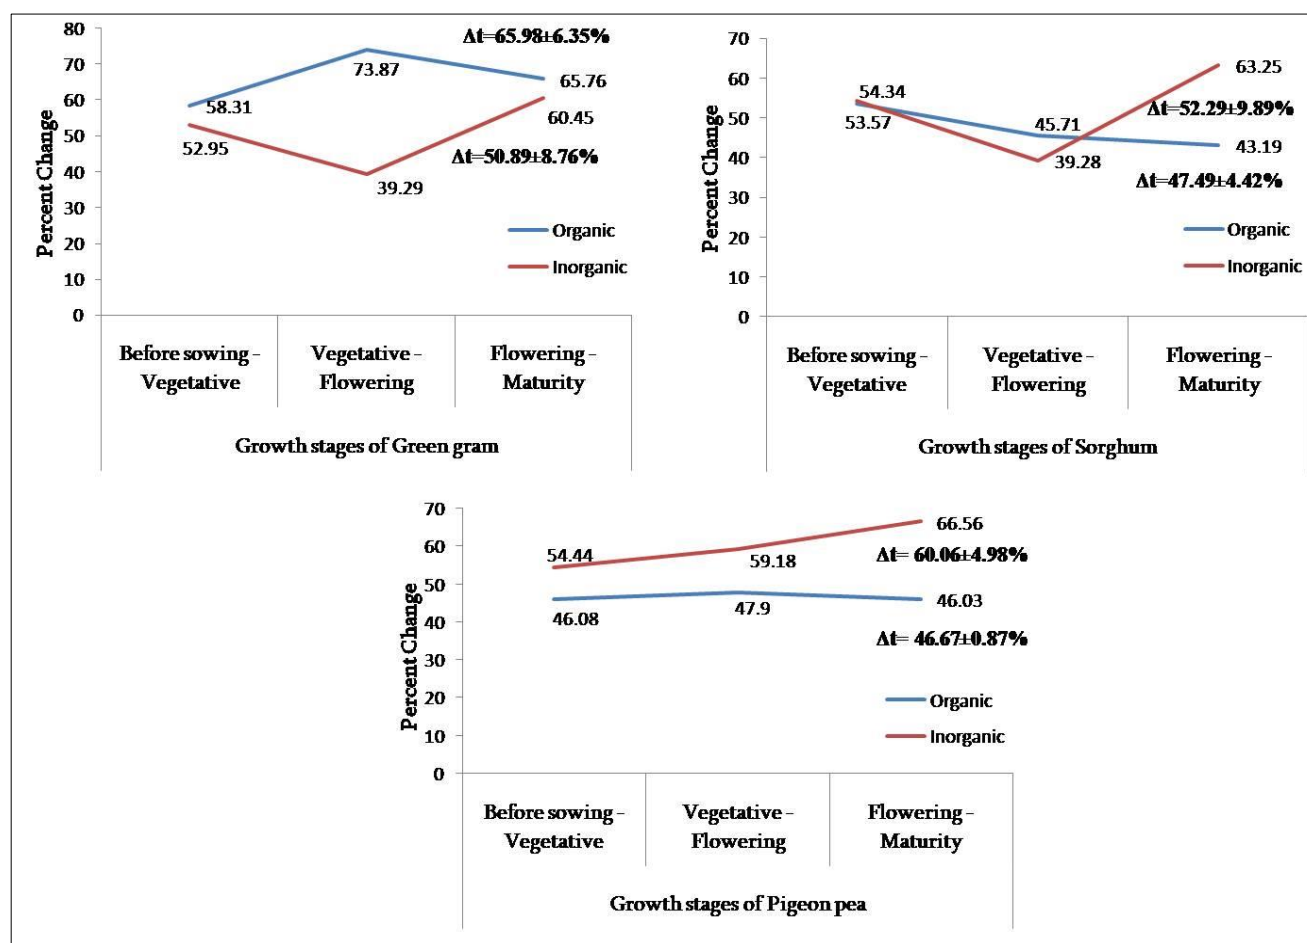 80
70
60
50
40
30
20
10
0
Percent Change
Δt=65.98±6.35%
73.87
65.76
58.31
60.45
52.95
Δt=50.89±8.76%
39.29
Organic
Inorganic
Before sowing – Vegetative – Flowering –
Vegetative Flowering Maturity
Growth stages of Green gram
70
60
50
40
30
20
10
0
Percent Change
63.25
54.34
Δt=52.29±9.89%
53.57
45.71
43.19
39.28
Δt=47.49±4.42%
Organic
Inorganic
Before sowing – Vegetative – Flowering –
Vegetative Flowering Maturity
Growth stages of Sorghum
70
60
50
40
30
20
10
0
Percent Change
66.56
54.44
59.18
Δt= 60.06±4.98%
46.08
47.9
46.03
Δt= 46.67±0.87%
Organic
Inorganic
Before sowing – Vegetative – Flowering –
Vegetative Flowering Maturity
Growth stages of Pigeon pea